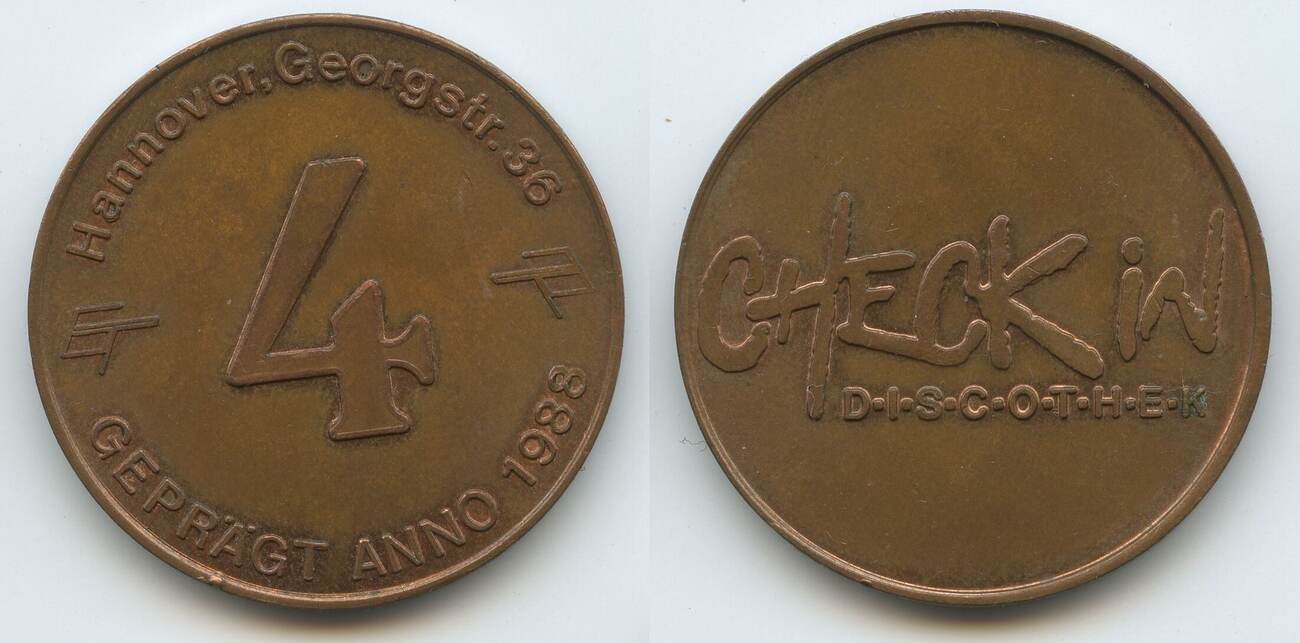 Hannover, Georgstr. 36
4
GEPRÄGT ANNO 1988
CHECK iN
D·I·S·C·O·T·H·E·K